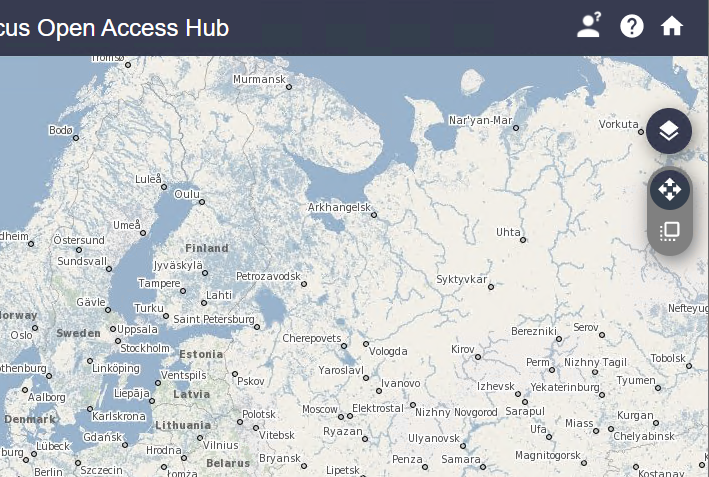 cus Open Access Hub
Tromsø
Murmansk
Nar'yan-Mar
Vorkuta
Bodø
Luleå
Oulu
Arkhangelsk
Umeå
dheim
Östersund
Finland
Uhta
Sundsvall
Jyväskylä
Petrozavodsk
Syktyvkar
Tampere
Gävle
Lahti
Turku
Nefteyug
Norway
Saint Petersburg
Oslo
Sweden
Uppsala
Cherepovets
Berezniki
Serov
Stockholm
Vologda
Kirov
Estonia
Tobolsk
othenburg
Linköping
Ventspils
Pskov
Yaroslavl
Perm
Nizhny Tagil
Ivanovo
Tyumen
Aalborg
Liepāja
Latvia
Izhevsk
Yekaterinburg
Denmark
Karlskrona
Polotsk
Moscow
Elektrostal
Nizhny Novgorod
Sarapul
Kurgan
Lithuania
Vitebsk
Ryazan
Ufa
Miass
Chelyabinsk
Gdańsk
Vilnius
Ulyanovsk
burg
Lübeck
Hrodna
Bryansk
Penza
Samara
Magnitogorsk
Berlin
Szczecin
Łomża
Belarus
Lipetsk
Kostanay